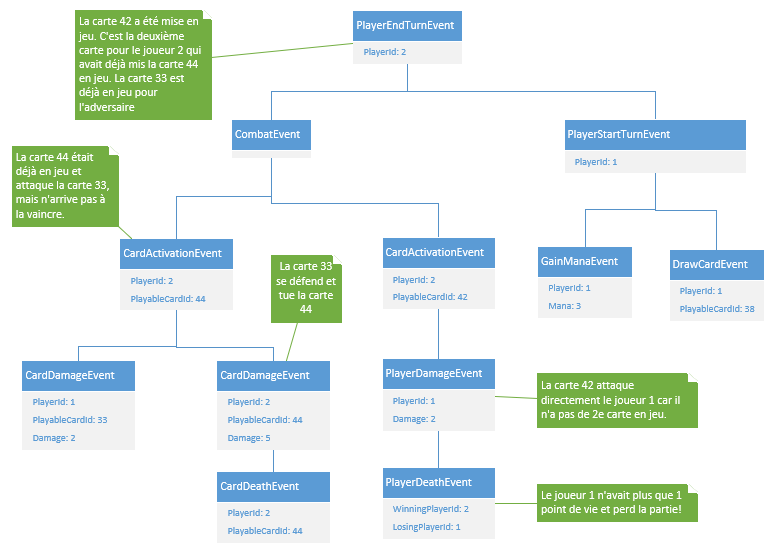 La carte 42 a été mise en
jeu. C'est la deuxième
carte pour le joueur 2 qui
avait déjà mis la carte 44
en jeu. La carte 33 est
déjà en jeu pour
l'adversaire
PlayerEndTurnEvent
PlayerId: 2
CombatEvent
PlayerStartTurnEvent
PlayerId: 1
La carte 44 était
déjà en jeu et
attaque la carte 33,
mais n'arrive pas à
la vaincre.
CardActivationEvent
PlayerId: 2
PlayableCardId: 44
La carte 33
se défend et
tue la carte
44
CardActivationEvent
PlayerId: 2
PlayableCardId: 42
GainManaEvent
PlayerId: 1
Mana: 3
DrawCardEvent
PlayerId: 1
PlayableCardId: 38
CardDamageEvent
PlayerId: 1
PlayableCardId: 33
Damage: 2
CardDamageEvent
PlayerId: 2
PlayableCardId: 44
Damage: 5
PlayerDamageEvent
PlayerId: 1
Damage: 2
La carte 42 attaque
directement le joueur 1 car il
n'a pas de 2e carte en jeu.
CardDeathEvent
PlayerId: 2
PlayableCardId: 44
PlayerDeathEvent
WinningPlayerId: 2
LosingPlayerId: 1
Le joueur 1 n'avait plus que 1
point de vie et perd la partie!